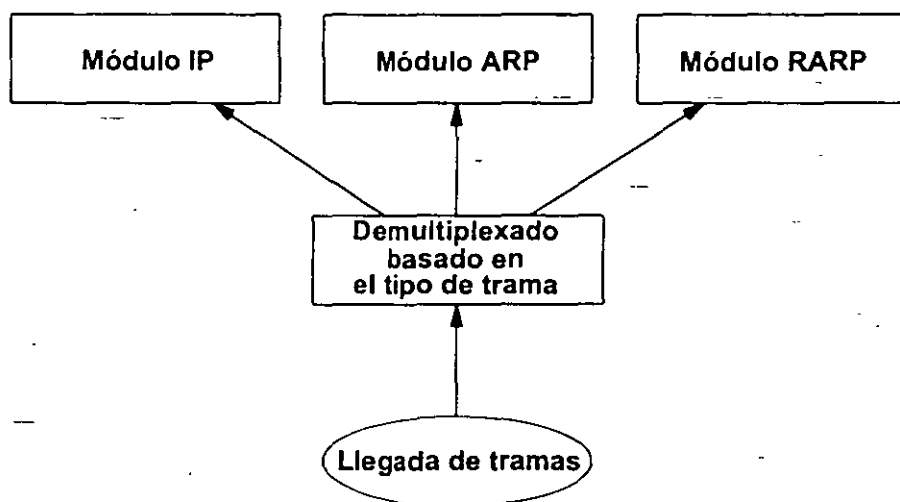 Módulo IP
Módulo ARP
Módulo RARP
Demultiplexado
basado en
el tipo de trama
Llegada de tramas